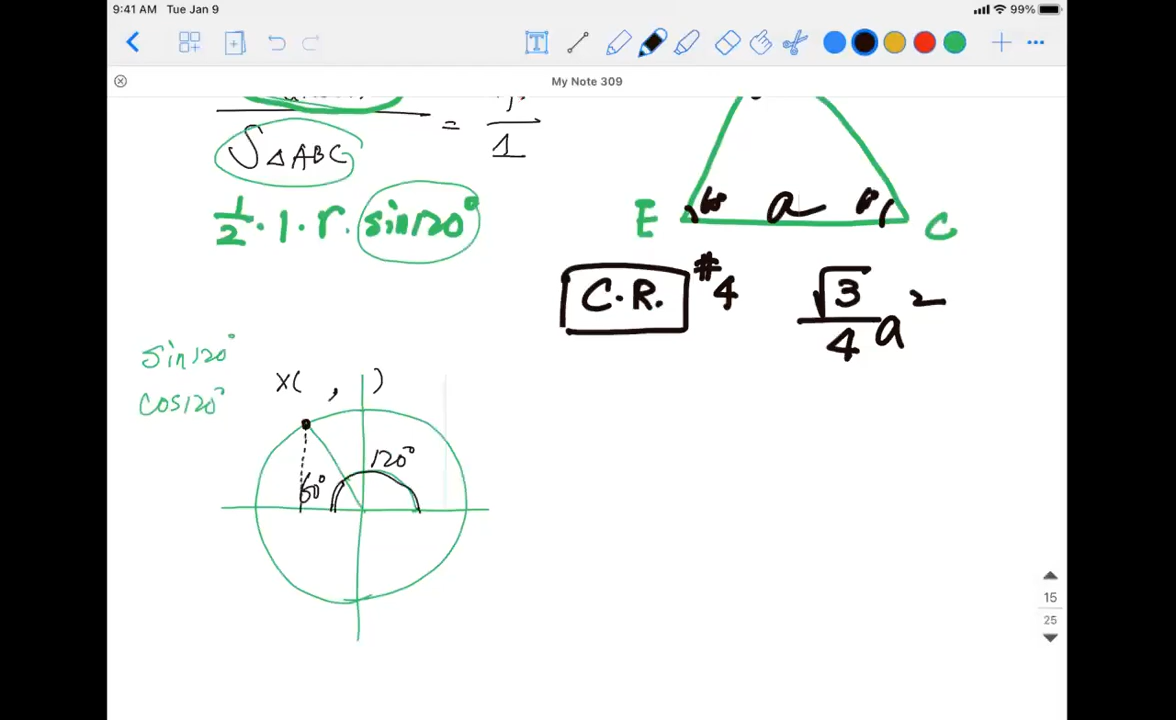 9:41 AM Tue Jan 9
99%
T
My Note 309
S△ABC
=
1
1/2 · 1 · r · sin120°
E
60
a
C
C.R. #4
√3/4 a²
sin120°
cos120°
X( , )
120°
60°
15
25